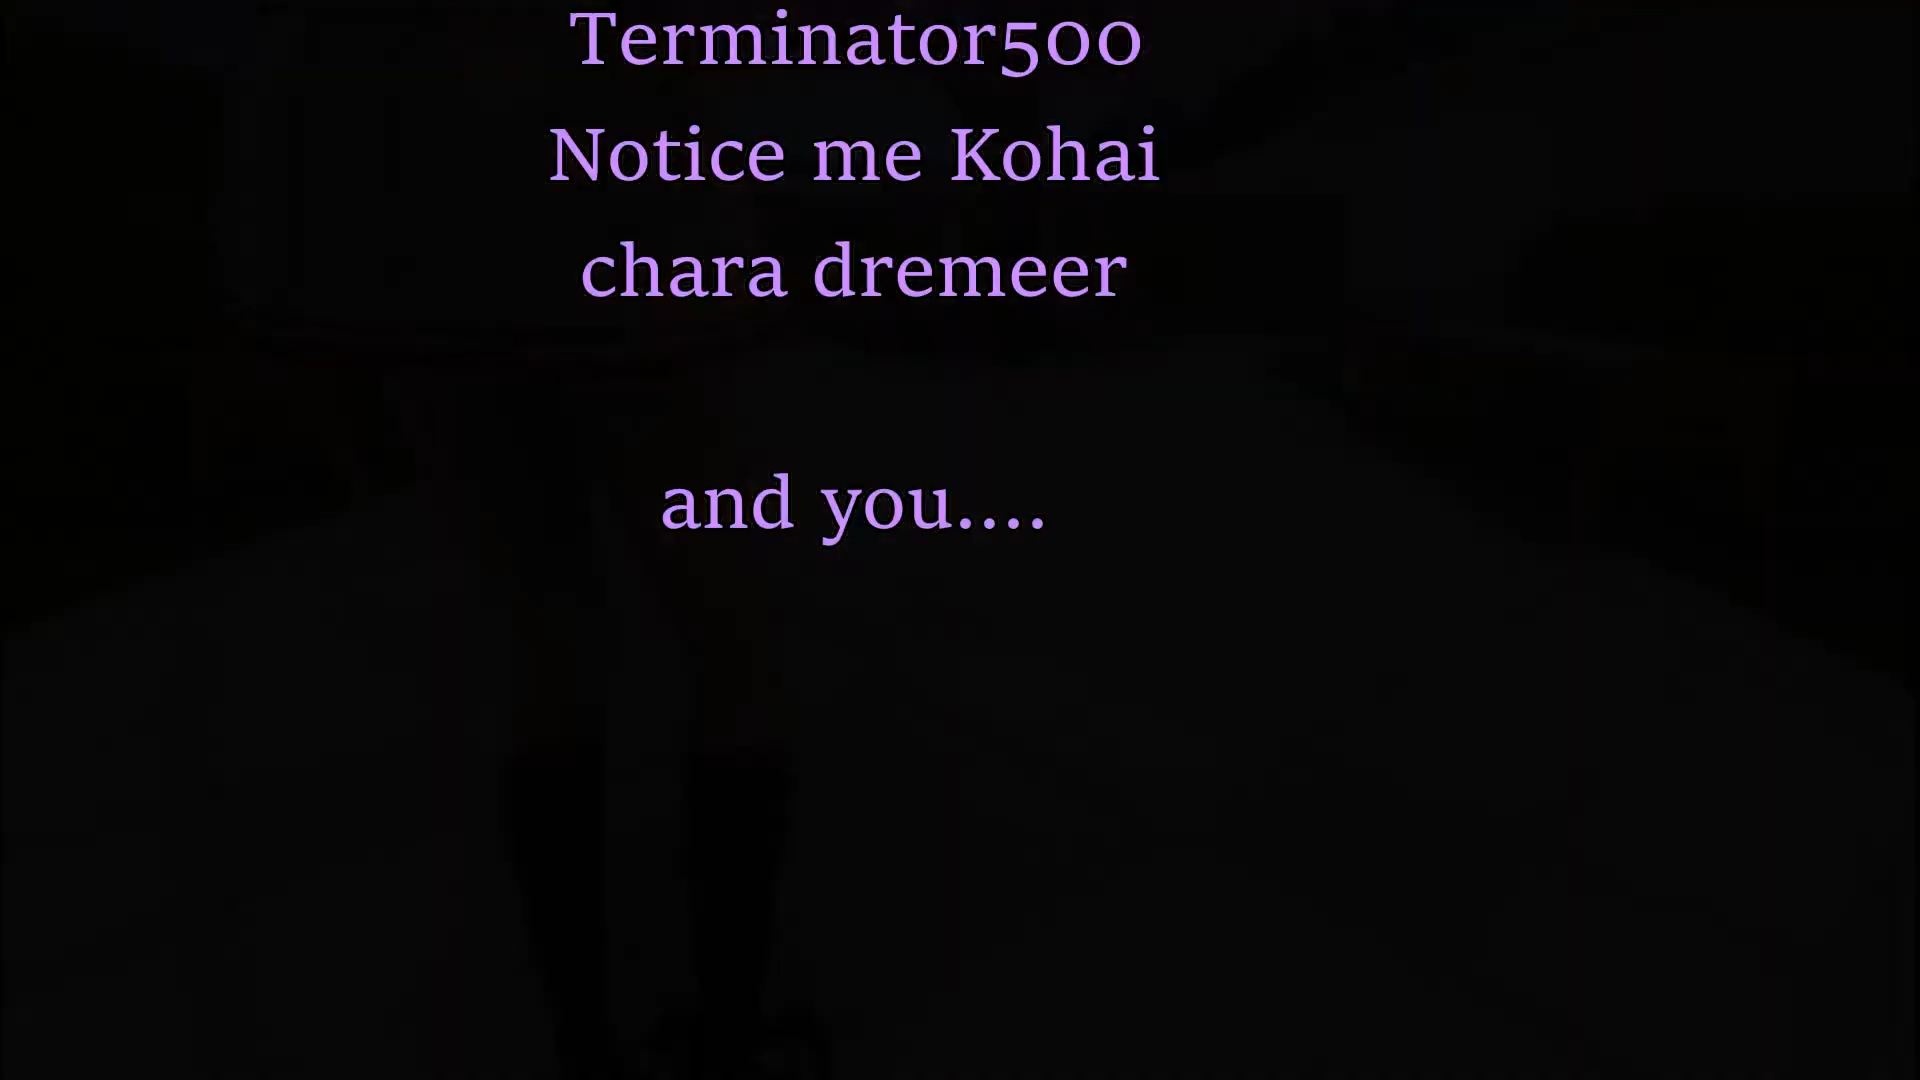 Terminator500
Notice me Kohai
chara dremeer
and you....